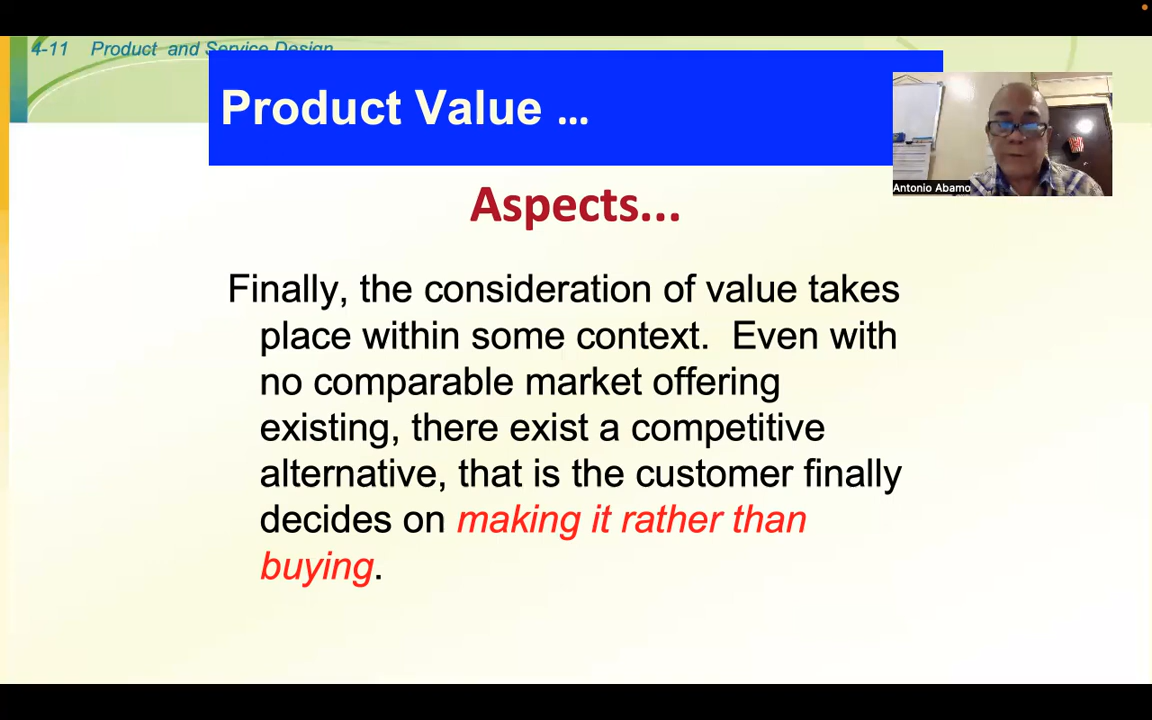 4-11 Product and Service Design
Product Value ...
Antonio Abamo
Aspects...
Finally, the consideration of value takes
place within some context. Even with
no comparable market offering
existing, there exist a competitive
alternative, that is the customer finally
decides on making it rather than
buying.